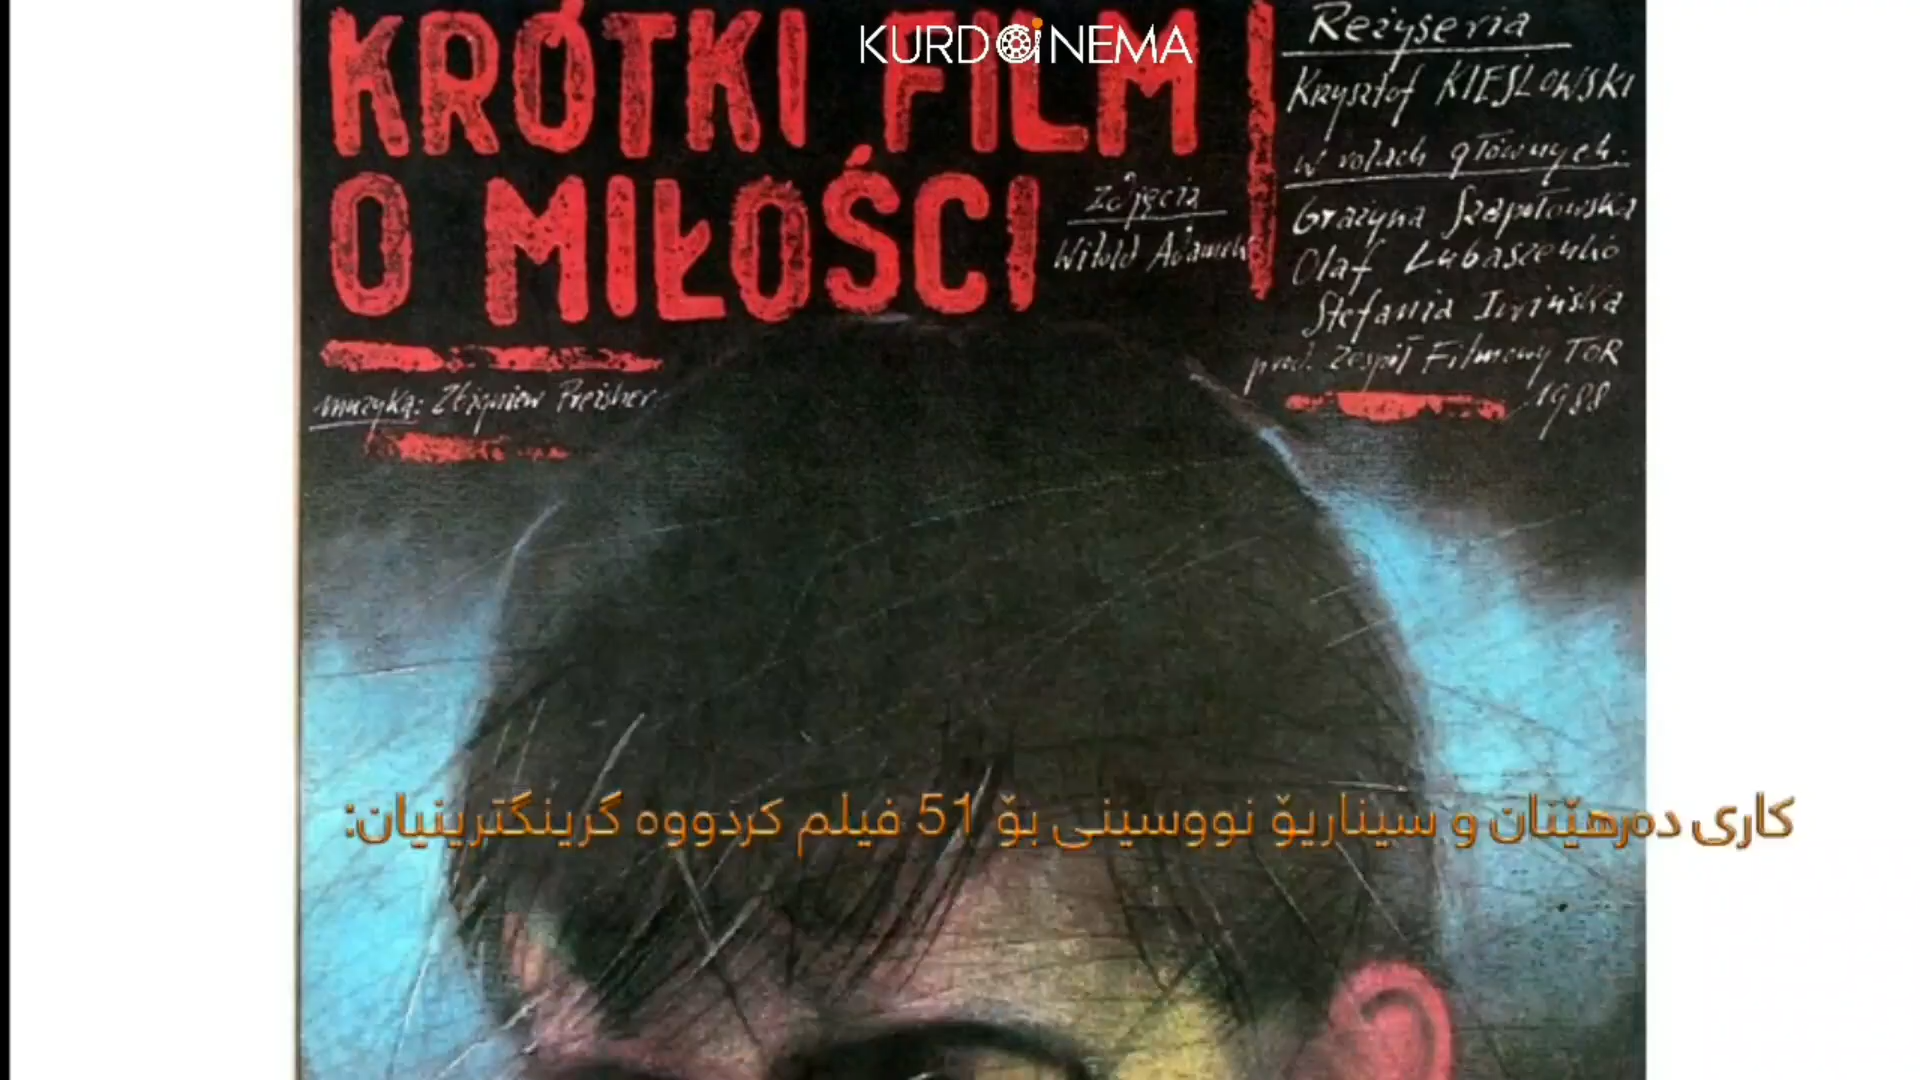 KURDCINEMA
KRÓTKI FILM
O MIŁOŚCI
muzyka: Zbigniew Preisner
Zdjęcia
Witold Adamek
Reżyseria
Krzysztof KIEŚLOWSKI
w rolach głównych:
Grażyna Szapołowska
Olaf Lubaszenko
Stefania Iwińska
prod. Zespół Filmowy TOR
1988
کاری دەرهێنان و سیناریۆ نووسینی بۆ 51 فیلم کردووە گرینگترینیان: